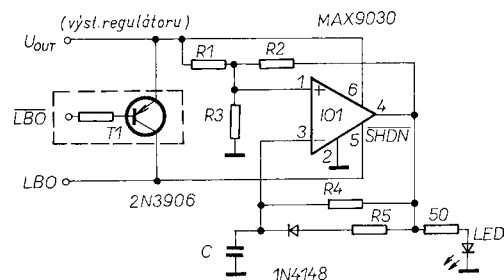 (výst. regulátoru)
MAX9030
U_OUT
R1
R2
1
6
+
IO1
4
LBO
T1
R3
3
−
2
5
SHDN
LBO
2N3906
R4
R5
50
LED
C
1N4148